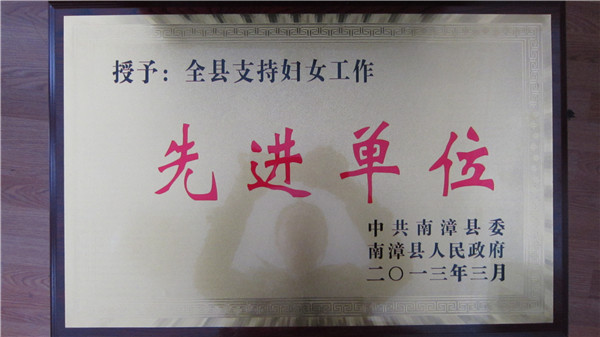 授予：全县支持妇女工作
先进单位
中共南漳县委
南漳县人民政府
二〇一三年三月